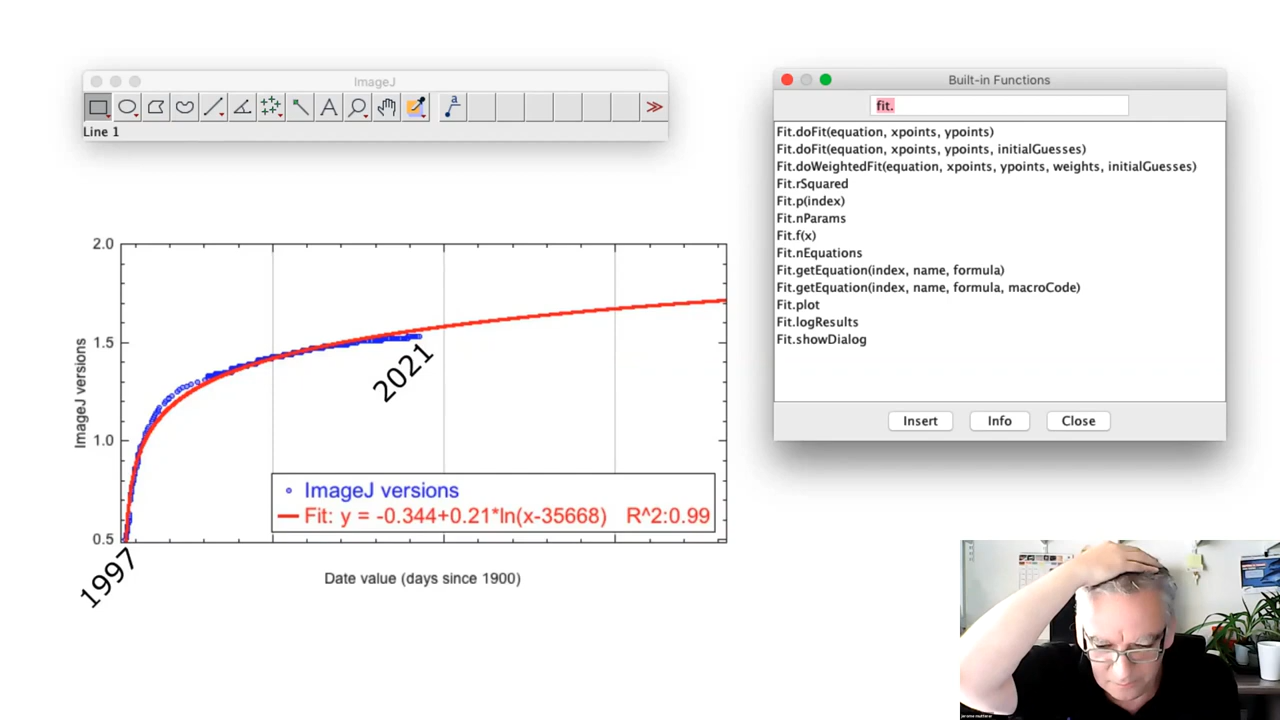 ImageJ
Line 1
Built-in Functions
fit.
Fit.doFit(equation, xpoints, ypoints)
Fit.doFit(equation, xpoints, ypoints, initialGuesses)
Fit.doWeightedFit(equation, xpoints, ypoints, weights, initialGuesses)
Fit.rSquared
Fit.p(index)
Fit.nParams
Fit.f(x)
Fit.nEquations
Fit.getEquation(index, name, formula)
Fit.getEquation(index, name, formula, macroCode)
Fit.plot
Fit.logResults
Fit.showDialog
Insert
Info
Close
2.0
1.5
1.0
0.5
ImageJ versions
2021
1997
ImageJ versions
Fit: y = -0.344+0.21*ln(x-35668) R^2:0.99
Date value (days since 1900)